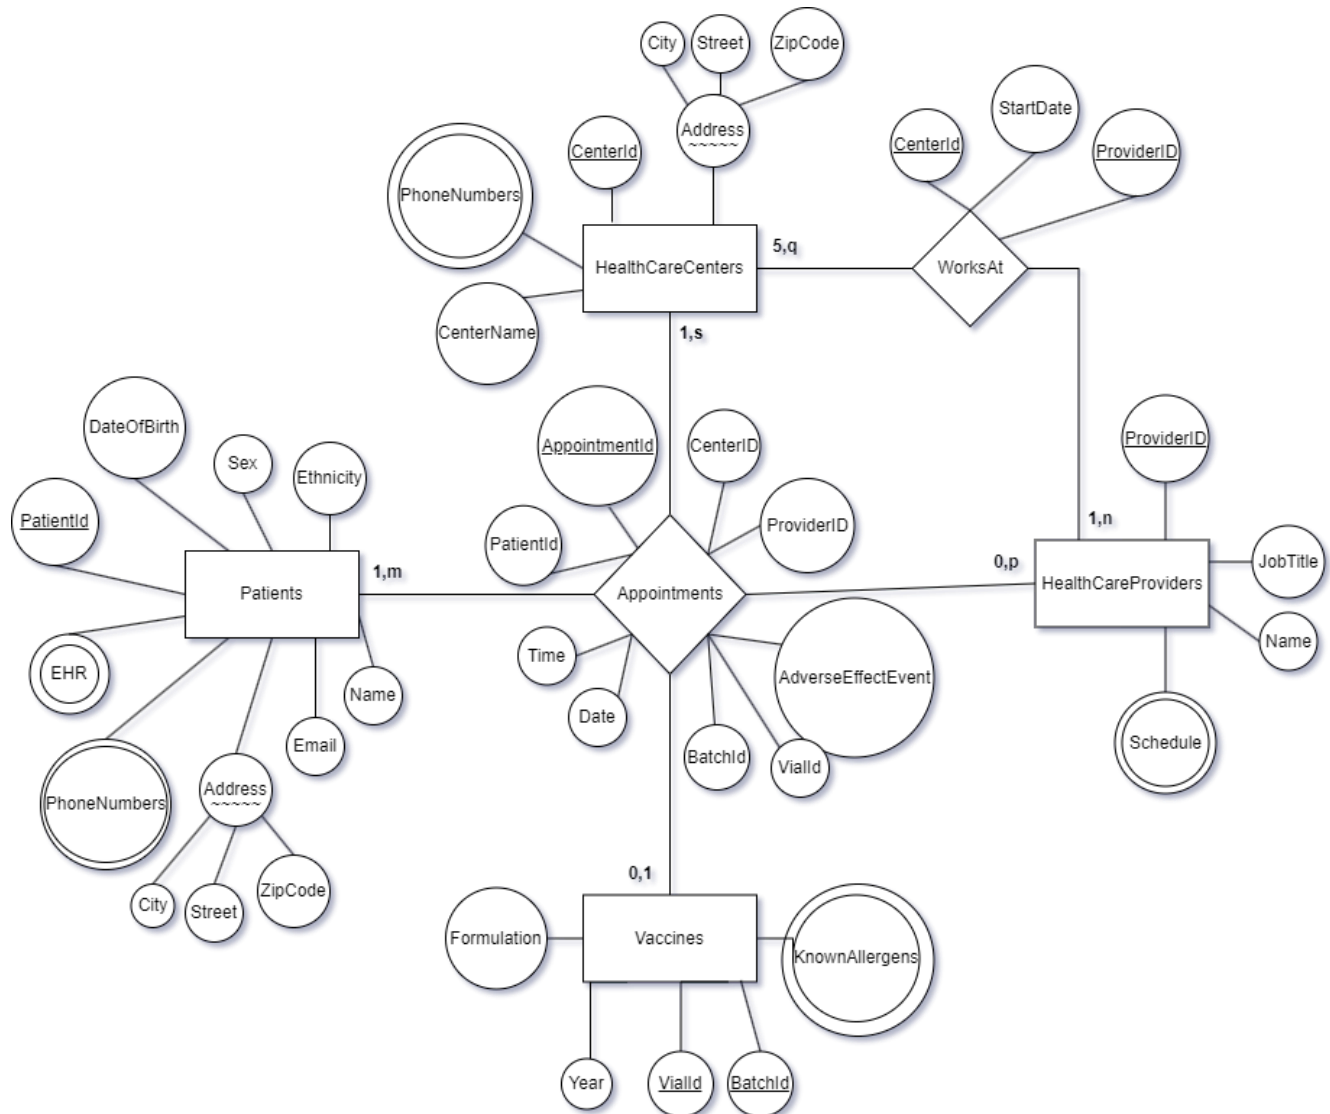 City
Street
ZipCode
Address
~~~~~
StartDate
CenterId
ProviderID
CenterId
PhoneNumbers
HealthCareCenters
5,q
WorksAt
CenterName
1,s
DateOfBirth
Sex
Ethnicity
PatientId
AppointmentId
CenterID
ProviderID
PatientId
ProviderID
1,n
Patients
1,m
Appointments
0,p
HealthCareProviders
JobTitle
Name
EHR
Name
Email
Time
Date
AdverseEffectEvent
BatchId
VialId
Schedule
PhoneNumbers
Address
~~~~~
City
Street
ZipCode
0,1
Formulation
Vaccines
KnownAllergens
Year
VialId
BatchId